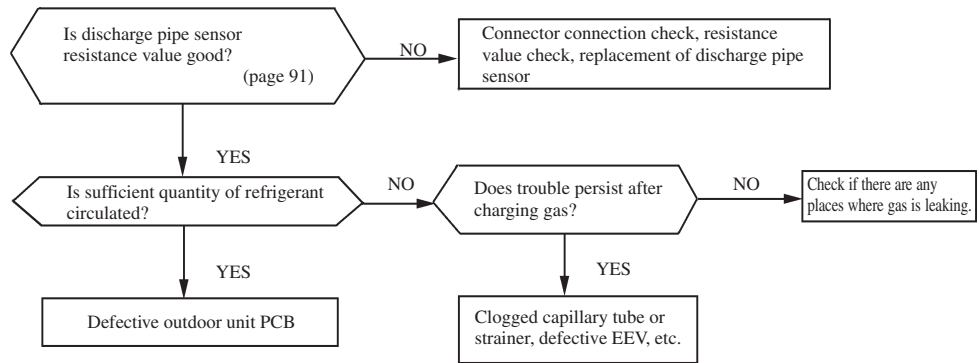 Is discharge pipe sensor
resistance value good?
(page 91)
NO
Connector connection check, resistance
value check, replacement of discharge pipe
sensor
YES
Is sufficient quantity of refrigerant
circulated?
NO
Does trouble persist after
charging gas?
NO
Check if there are any
places where gas is leaking.
YES
YES
Defective outdoor unit PCB
Clogged capillary tube or
strainer, defective EEV, etc.